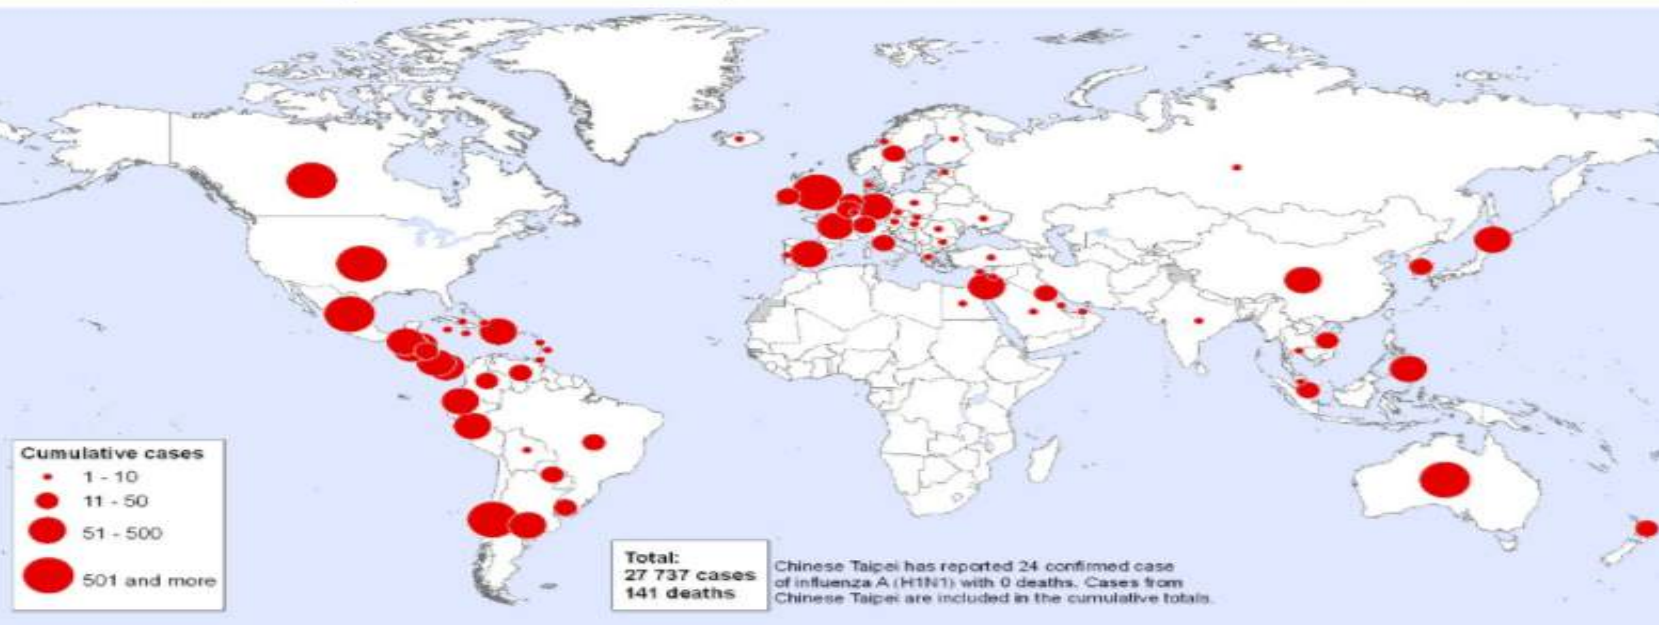 Cumulative cases
1 - 10
11 - 50
51 - 500
501 and more
Total:
27 737 cases
141 deaths
Chinese Taipei has reported 24 confirmed case
of influenza A (H1N1) with 0 deaths. Cases from
Chinese Taipei are included in the cumulative totals.